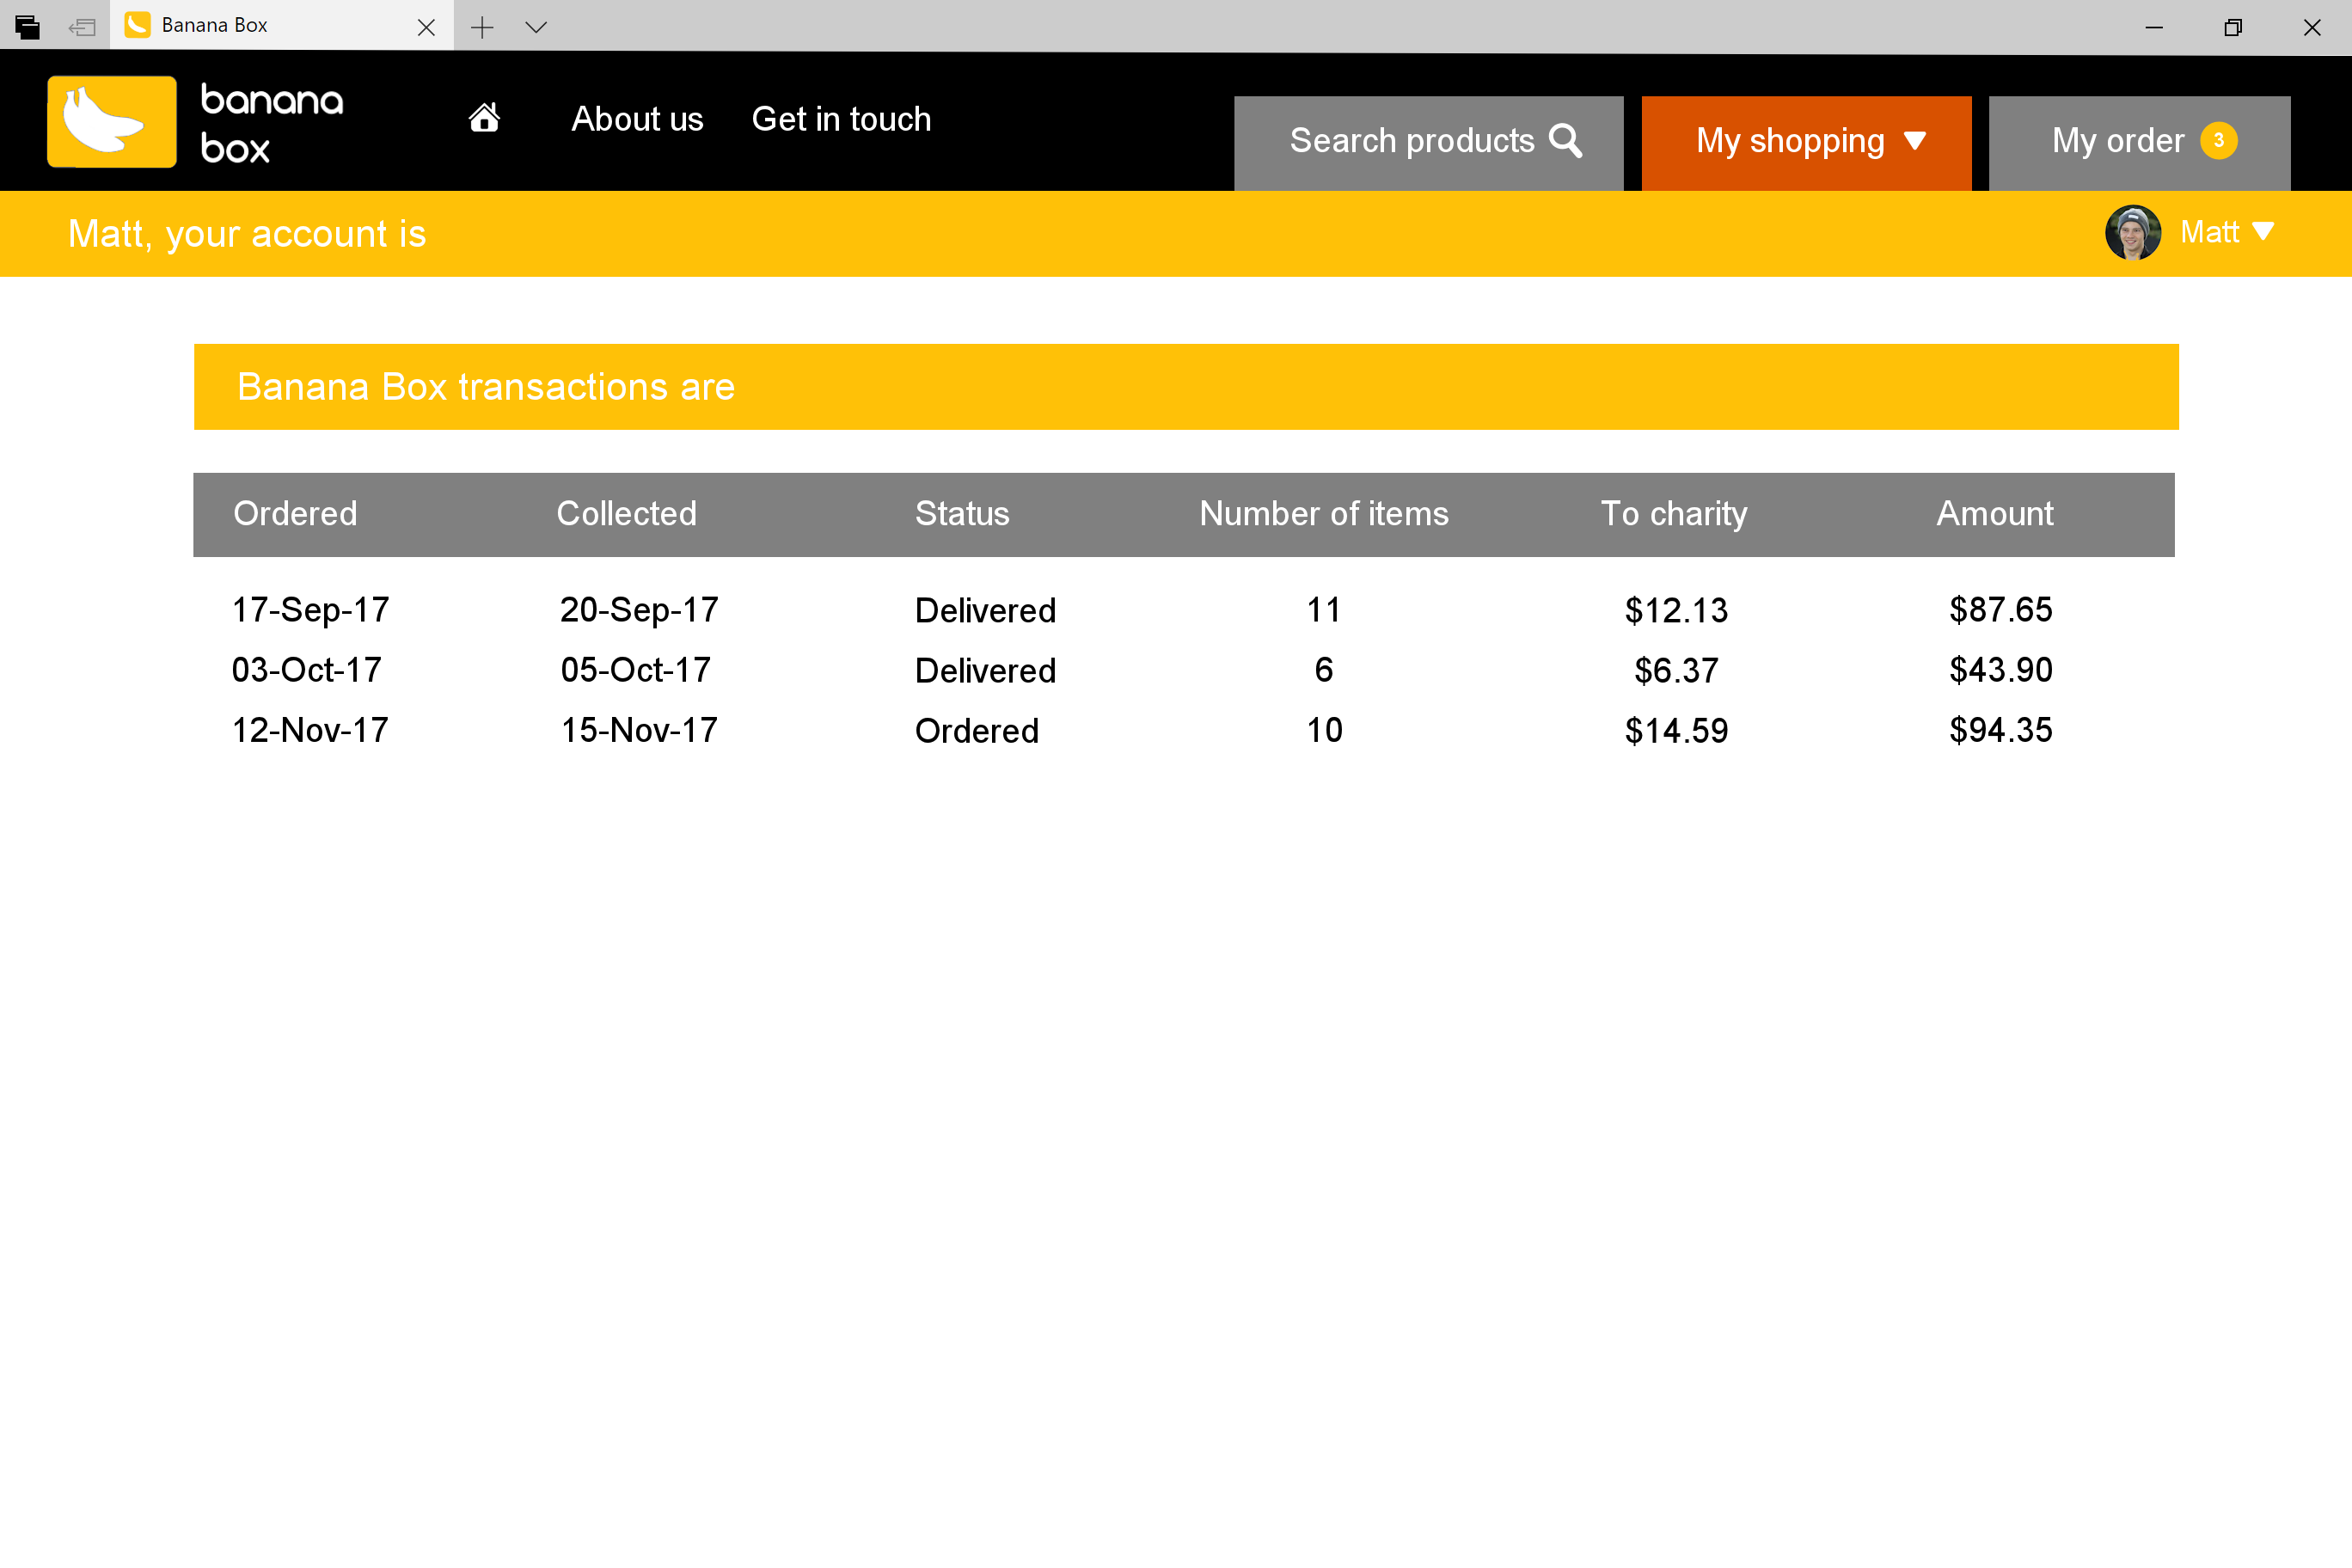 Banana Box
banana
box
About us
Get in touch
Search products
My shopping
My order 3
Matt, your account is
Matt
Banana Box transactions are
Ordered Collected Status Number of items To charity Amount
17-Sep-17 20-Sep-17 Delivered 11 $12.13 $87.65
03-Oct-17 05-Oct-17 Delivered 6 $6.37 $43.90
12-Nov-17 15-Nov-17 Ordered 10 $14.59 $94.35